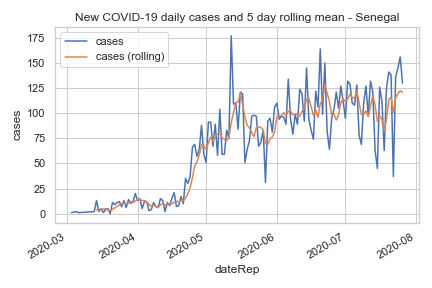 New COVID-19 daily cases and 5 day rolling mean - Senegal
cases
cases (rolling)
175
150
125
100
75
50
25
0
cases
2020-03
2020-04
2020-05
2020-06
2020-07
2020-08
dateRep